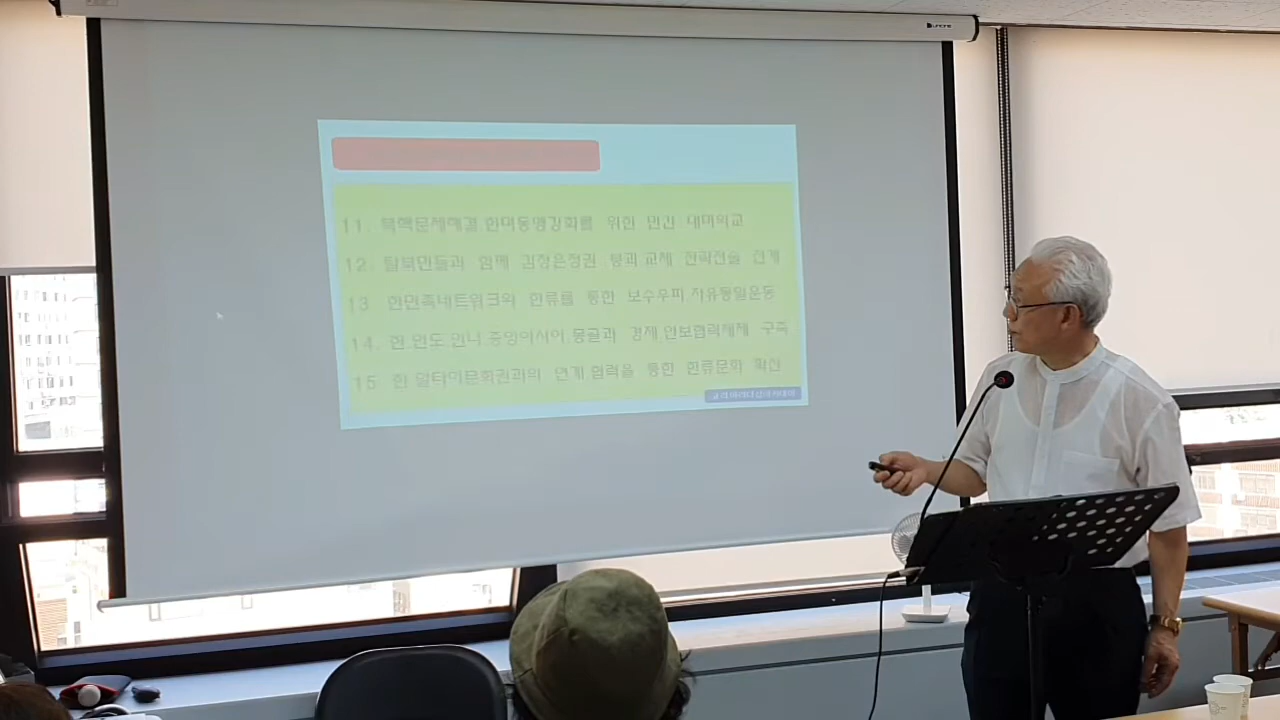 11. 북핵문제해결.한미동맹강화를 위한 민간 대미외교
12. 탈북민들과 함께 김정은정권 붕괴.교체 전략전술 전개
13. 한민족네트워크와 한류를 통한 보수우파.자유통일운동
14. 한.인도.인니.중앙아시아.몽골과 경제.안보협력체제 구축
15. 한.알타이문화권과의 연계.협력을 통한 한류문화 확산